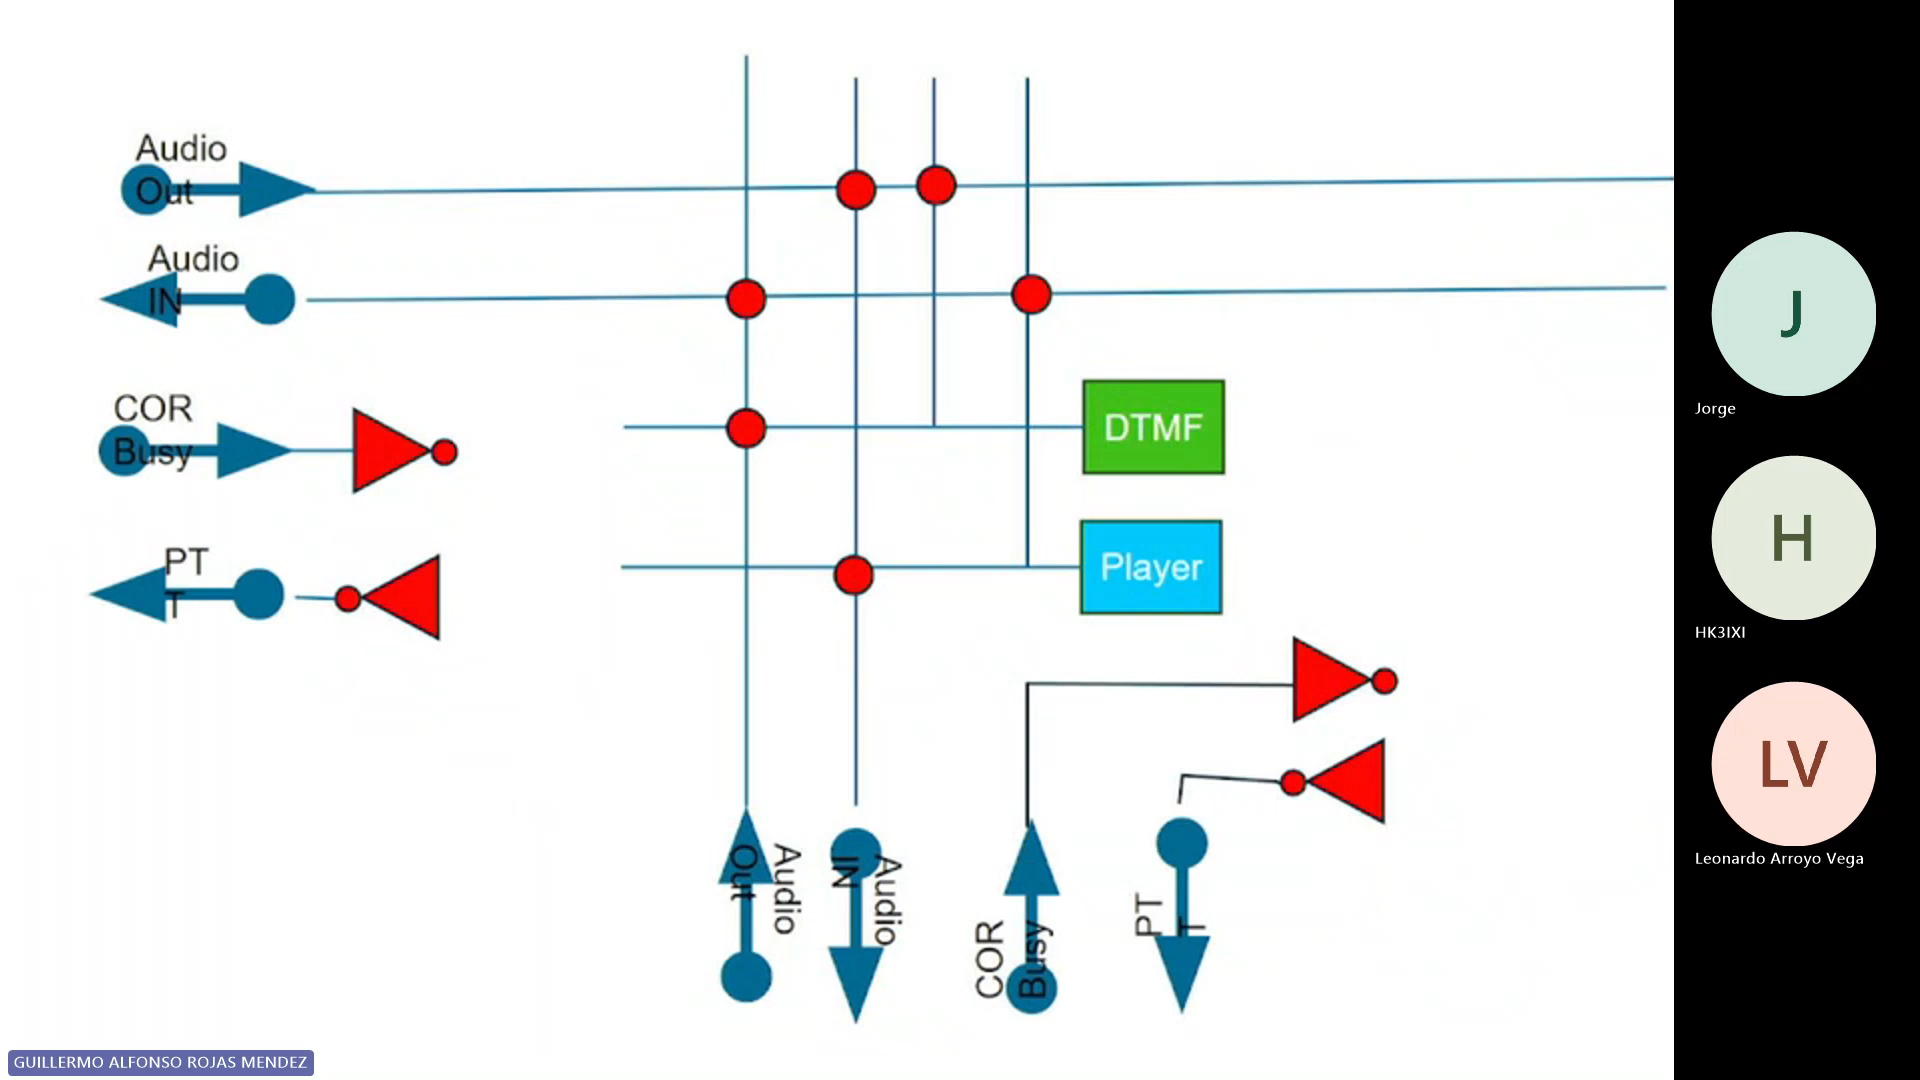 Audio
Out
Audio
IN
COR
Busy
PT
T
DTMF
Player
Audio
Out
Audio
IN
COR
Busy
PT
T
J
Jorge
H
HK3IXI
LV
Leonardo Arroyo Vega
GUILLERMO ALFONSO ROJAS MENDEZ